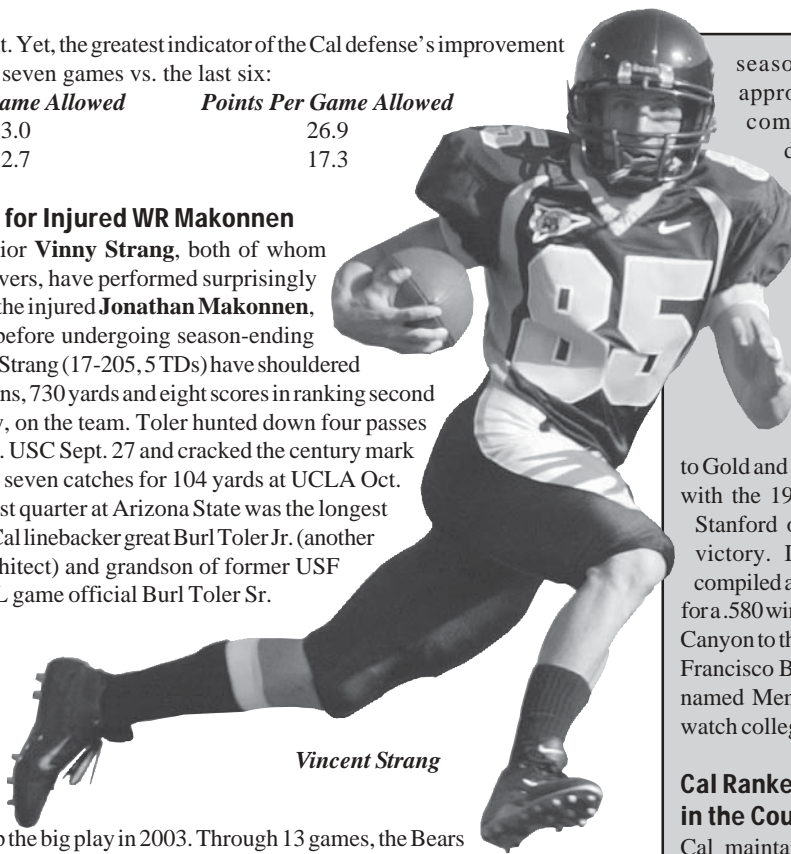 t. Yet, the greatest indicator of the Cal defense's improvement
seven games vs. the last six:
ame Allowed Points Per Game Allowed
3.0 26.9
2.7 17.3
for Injured WR Makonnen
ior Vinny Strang, both of whom
vers, have performed surprisingly
the injured Jonathan Makonnen,
before undergoing season-ending
Strang (17-205, 5 TDs) have shouldered
ns, 730 yards and eight scores in ranking second
y, on the team. Toler hunted down four passes
. USC Sept. 27 and cracked the century mark
seven catches for 104 yards at UCLA Oct.
st quarter at Arizona State was the longest
Cal linebacker great Burl Toler Jr. (another
hitect) and grandson of former USF
L game official Burl Toler Sr.
85
Vincent Strang
p the big play in 2003. Through 13 games, the Bears
seaso
appro
com
to Gold and
with the 19
Stanford o
victory. I
compiled a
for a .580 win
Canyon to th
Francisco B
named Mem
watch colleg
Cal Ranke
in the Cou
Cal maintai